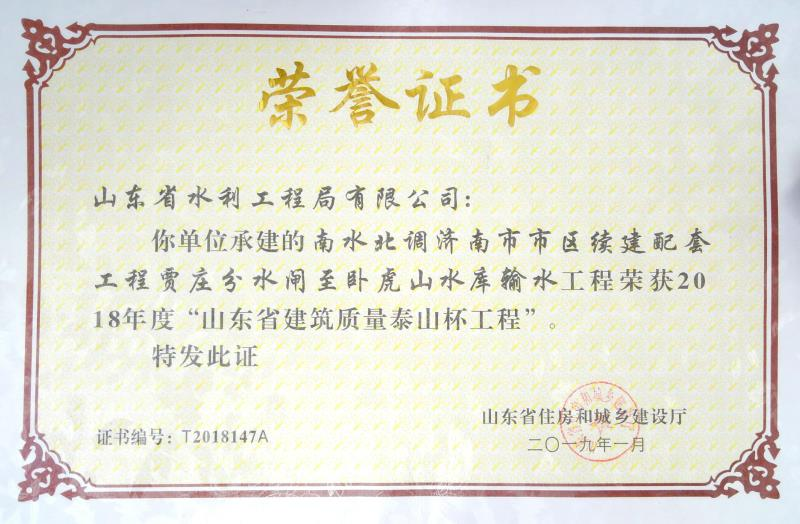 荣誉证书
山东省水利工程局有限公司:
你单位承建的南水北调济南市市区续建配套
工程贾庄分水闸至卧虎山水库输水工程荣获20
18年度“山东省建筑质量泰山杯工程”。
特发此证
山东省住房和城乡建设厅
证书编号: T2018147A
二〇一九年一月